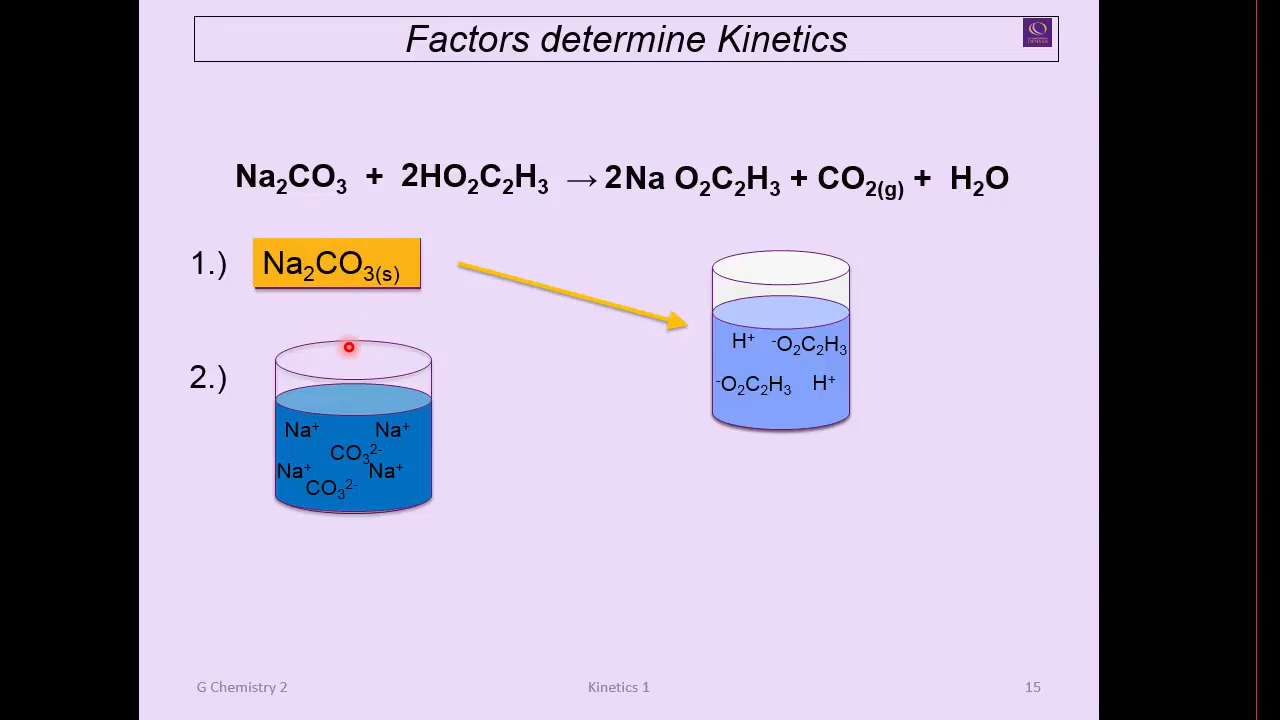 Factors determine Kinetics
Na₂CO₃ + 2HO₂C₂H₃ → 2Na O₂C₂H₃ + CO₂(g) + H₂O
1.) Na₂CO₃(s)
H⁺ ⁻O₂C₂H₃
⁻O₂C₂H₃ H⁺
2.)
Na⁺ Na⁺
CO₃²⁻
Na⁺ Na⁺
CO₃²⁻
G Chemistry 2 Kinetics 1 15